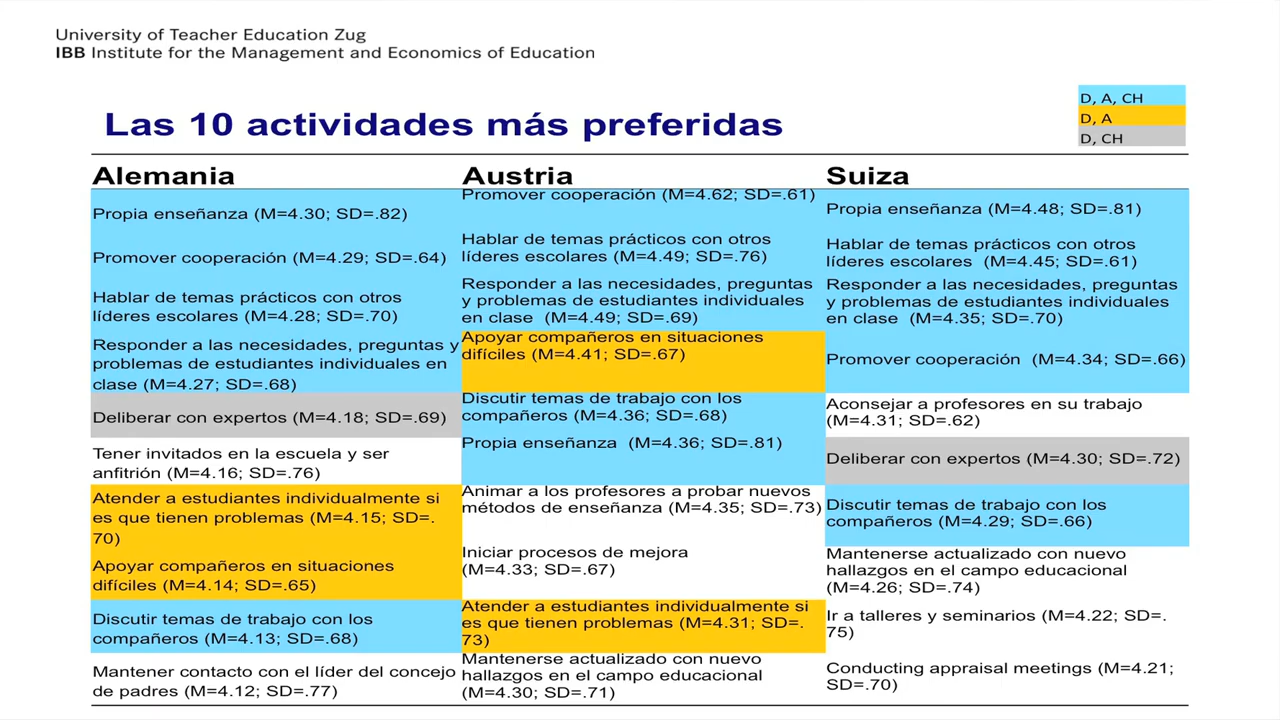 University of Teacher Education Zug
IBB Institute for the Management and Economics of Education
D, A, CH
D, A
D, CH
Las 10 actividades más preferidas
Alemania
Propia enseñanza (M=4.30; SD=.82)
Promover cooperación (M=4.29; SD=.64)
Hablar de temas prácticos con otros
líderes escolares (M=4.28; SD=.70)
Responder a las necesidades, preguntas y
problemas de estudiantes individuales en
clase (M=4.27; SD=.68)
Deliberar con expertos (M=4.18; SD=.69)
Tener invitados en la escuela y ser
anfitrión (M=4.16; SD=.76)
Atender a estudiantes individualmente si
es que tienen problemas (M=4.15; SD=.
70)
Apoyar compañeros en situaciones
difíciles (M=4.14; SD=.65)
Discutir temas de trabajo con los
compañeros (M=4.13; SD=.68)
Mantener contacto con el líder del concejo
de padres (M=4.12; SD=.77)
Austria
Promover cooperación (M=4.62; SD=.61)
Hablar de temas prácticos con otros
líderes escolares (M=4.49; SD=.76)
Responder a las necesidades, preguntas
y problemas de estudiantes individuales
en clase (M=4.49; SD=.69)
Apoyar compañeros en situaciones
difíciles (M=4.41; SD=.67)
Discutir temas de trabajo con los
compañeros (M=4.36; SD=.68)
Propia enseñanza (M=4.36; SD=.81)
Animar a los profesores a probar nuevos
métodos de enseñanza (M=4.35; SD=.73)
Iniciar procesos de mejora
(M=4.33; SD=.67)
Atender a estudiantes individualmente si
es que tienen problemas (M=4.31; SD=.
73)
Mantenerse actualizado con nuevo
hallazgos en el campo educacional
(M=4.30; SD=.71)
Suiza
Propia enseñanza (M=4.48; SD=.81)
Hablar de temas prácticos con otros
líderes escolares (M=4.45; SD=.61)
Responder a las necesidades, preguntas
y problemas de estudiantes individuales
en clase (M=4.35; SD=.70)
Promover cooperación (M=4.34; SD=.66)
Aconsejar a profesores en su trabajo
(M=4.31; SD=.62)
Deliberar con expertos (M=4.30; SD=.72)
Discutir temas de trabajo con los
compañeros (M=4.29; SD=.66)
Mantenerse actualizado con nuevo
hallazgos en el campo educacional
(M=4.26; SD=.74)
Ir a talleres y seminarios (M=4.22; SD=.
75)
Conducting appraisal meetings (M=4.21;
SD=.70)